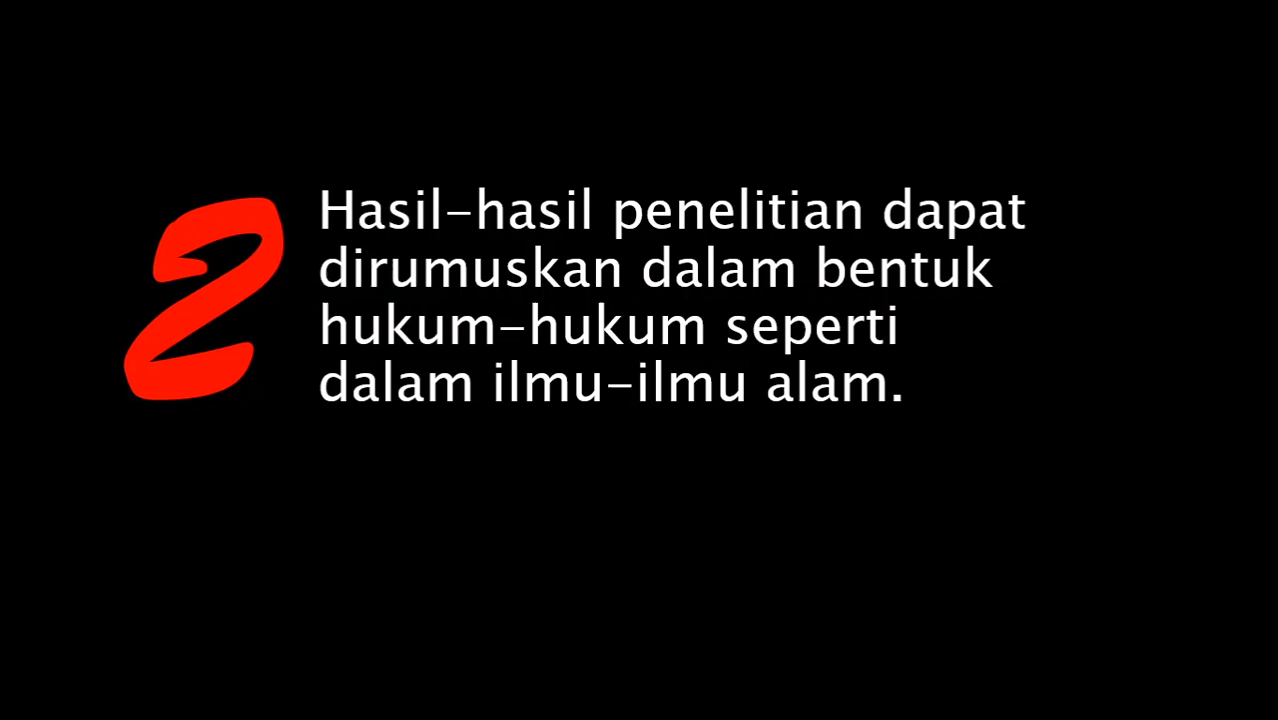 2
Hasil-hasil penelitian dapat
dirumuskan dalam bentuk
hukum-hukum seperti
dalam ilmu-ilmu alam.